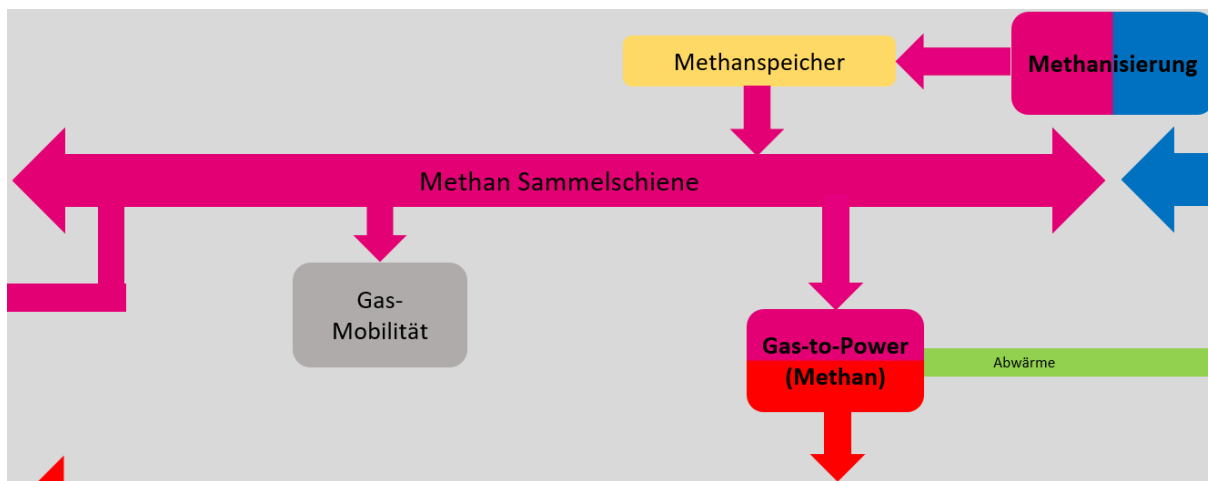 Methanspeicher
Methanisierung
Methan Sammelschiene
Gas-
Mobilität
Gas-to-Power
(Methan)
Abwärme